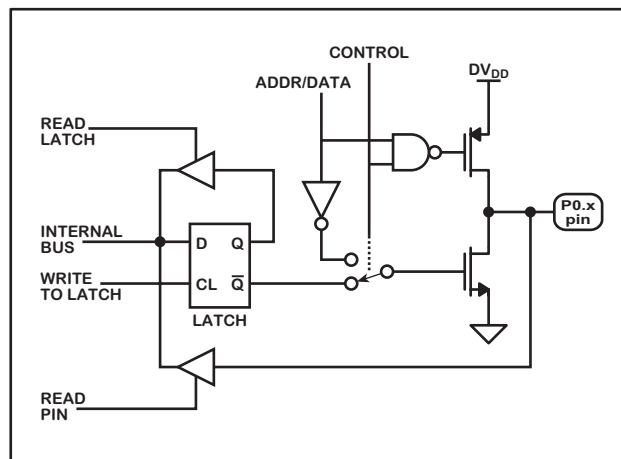 CONTROL
ADDR/DATA
DVDD
READ
LATCH
P0.x
pin
INTERNAL
BUS
D Q
WRITE
TO LATCH
CL Q̅
LATCH
READ
PIN